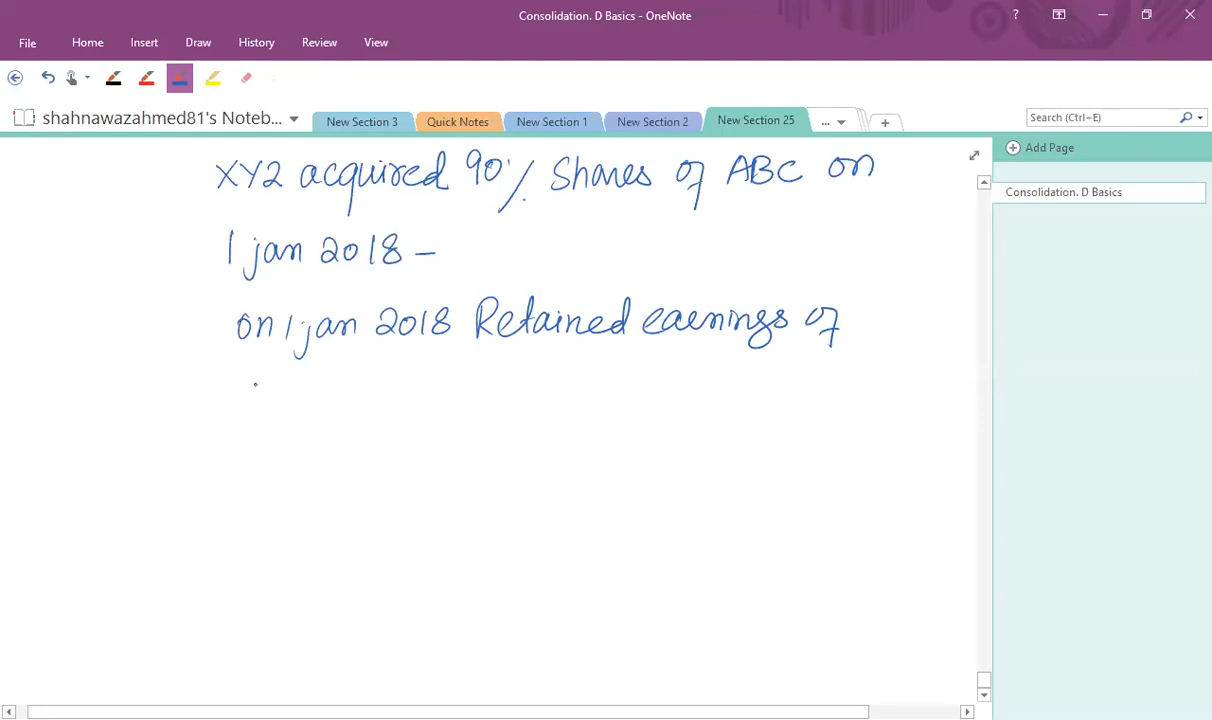 Consolidation. D Basics - OneNote
?
File
Home
Insert
Draw
History
Review
View
shahnawazahmed81's Noteb...
New Section 3
Quick Notes
New Section 1
New Section 2
New Section 25
...
+
Search (Ctrl+E)
Add Page
Consolidation. D Basics
XYZ acquired 90% Shares of ABC on
1 jan 2018 -
on 1 jan 2018 Retained earnings of